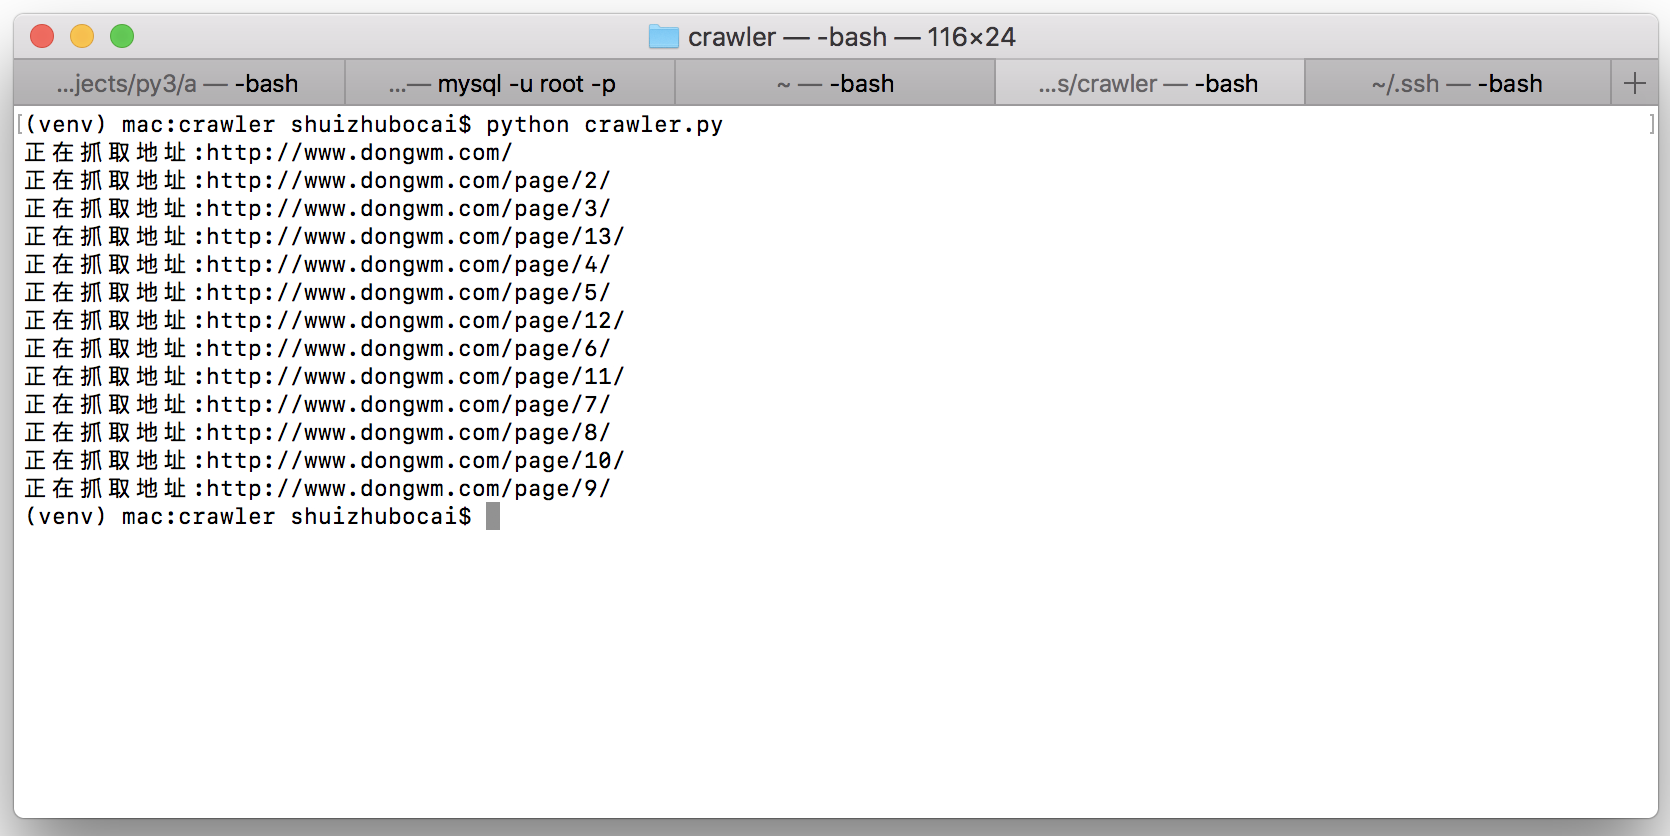 crawler — -bash — 116×24
...jects/py3/a — -bash ...— mysql -u root -p ~ — -bash ...s/crawler — -bash ~/.ssh — -bash +
[(venv) mac:crawler shuizhubocai$ python crawler.py ]
正在抓取地址:http://www.dongwm.com/
正在抓取地址:http://www.dongwm.com/page/2/
正在抓取地址:http://www.dongwm.com/page/3/
正在抓取地址:http://www.dongwm.com/page/13/
正在抓取地址:http://www.dongwm.com/page/4/
正在抓取地址:http://www.dongwm.com/page/5/
正在抓取地址:http://www.dongwm.com/page/12/
正在抓取地址:http://www.dongwm.com/page/6/
正在抓取地址:http://www.dongwm.com/page/11/
正在抓取地址:http://www.dongwm.com/page/7/
正在抓取地址:http://www.dongwm.com/page/8/
正在抓取地址:http://www.dongwm.com/page/10/
正在抓取地址:http://www.dongwm.com/page/9/
(venv) mac:crawler shuizhubocai$